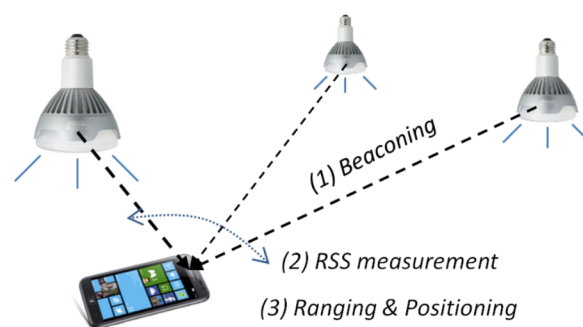 (1) Beaconing
(2) RSS measurement
(3) Ranging & Positioning